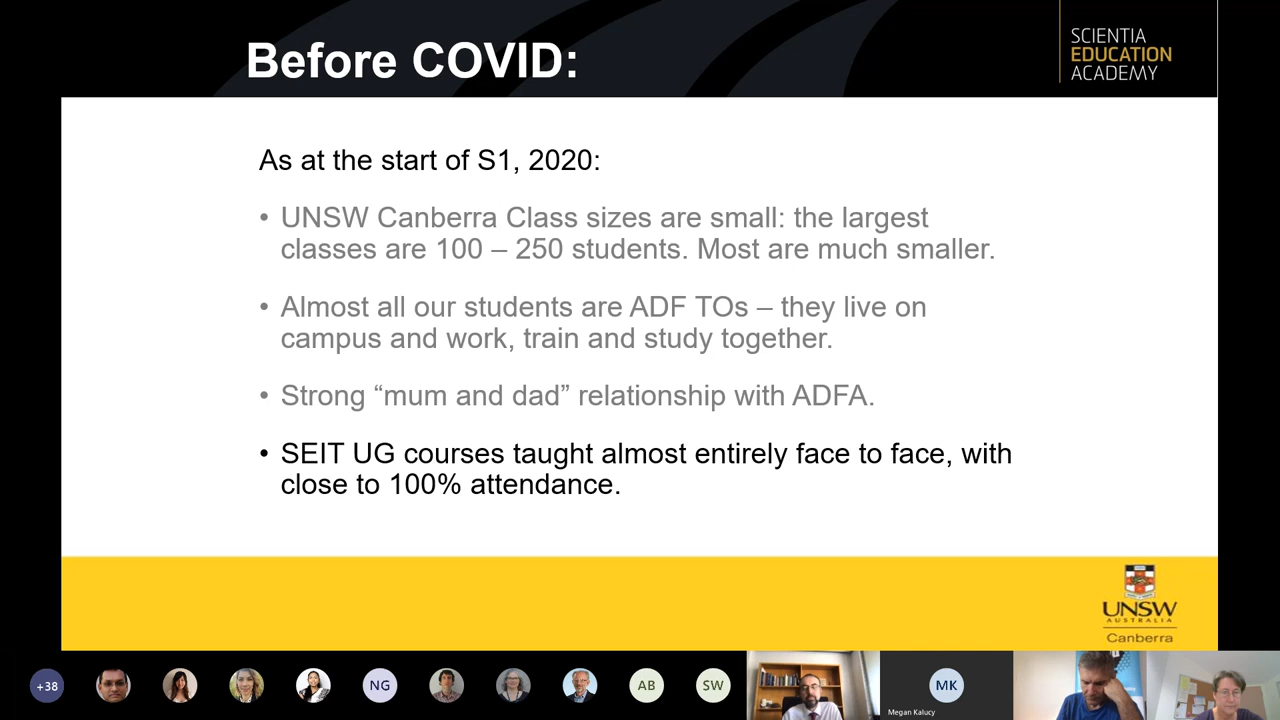 Before COVID:
SCIENTIA
EDUCATION
ACADEMY
As at the start of S1, 2020:
• UNSW Canberra Class sizes are small: the largest
classes are 100 – 250 students. Most are much smaller.
• Almost all our students are ADF TOs – they live on
campus and work, train and study together.
• Strong “mum and dad” relationship with ADFA.
• SEIT UG courses taught almost entirely face to face, with
close to 100% attendance.
UNSW
AUSTRALIA
Canberra
+38
NG
AB
SW
MK
Megan Kalucy